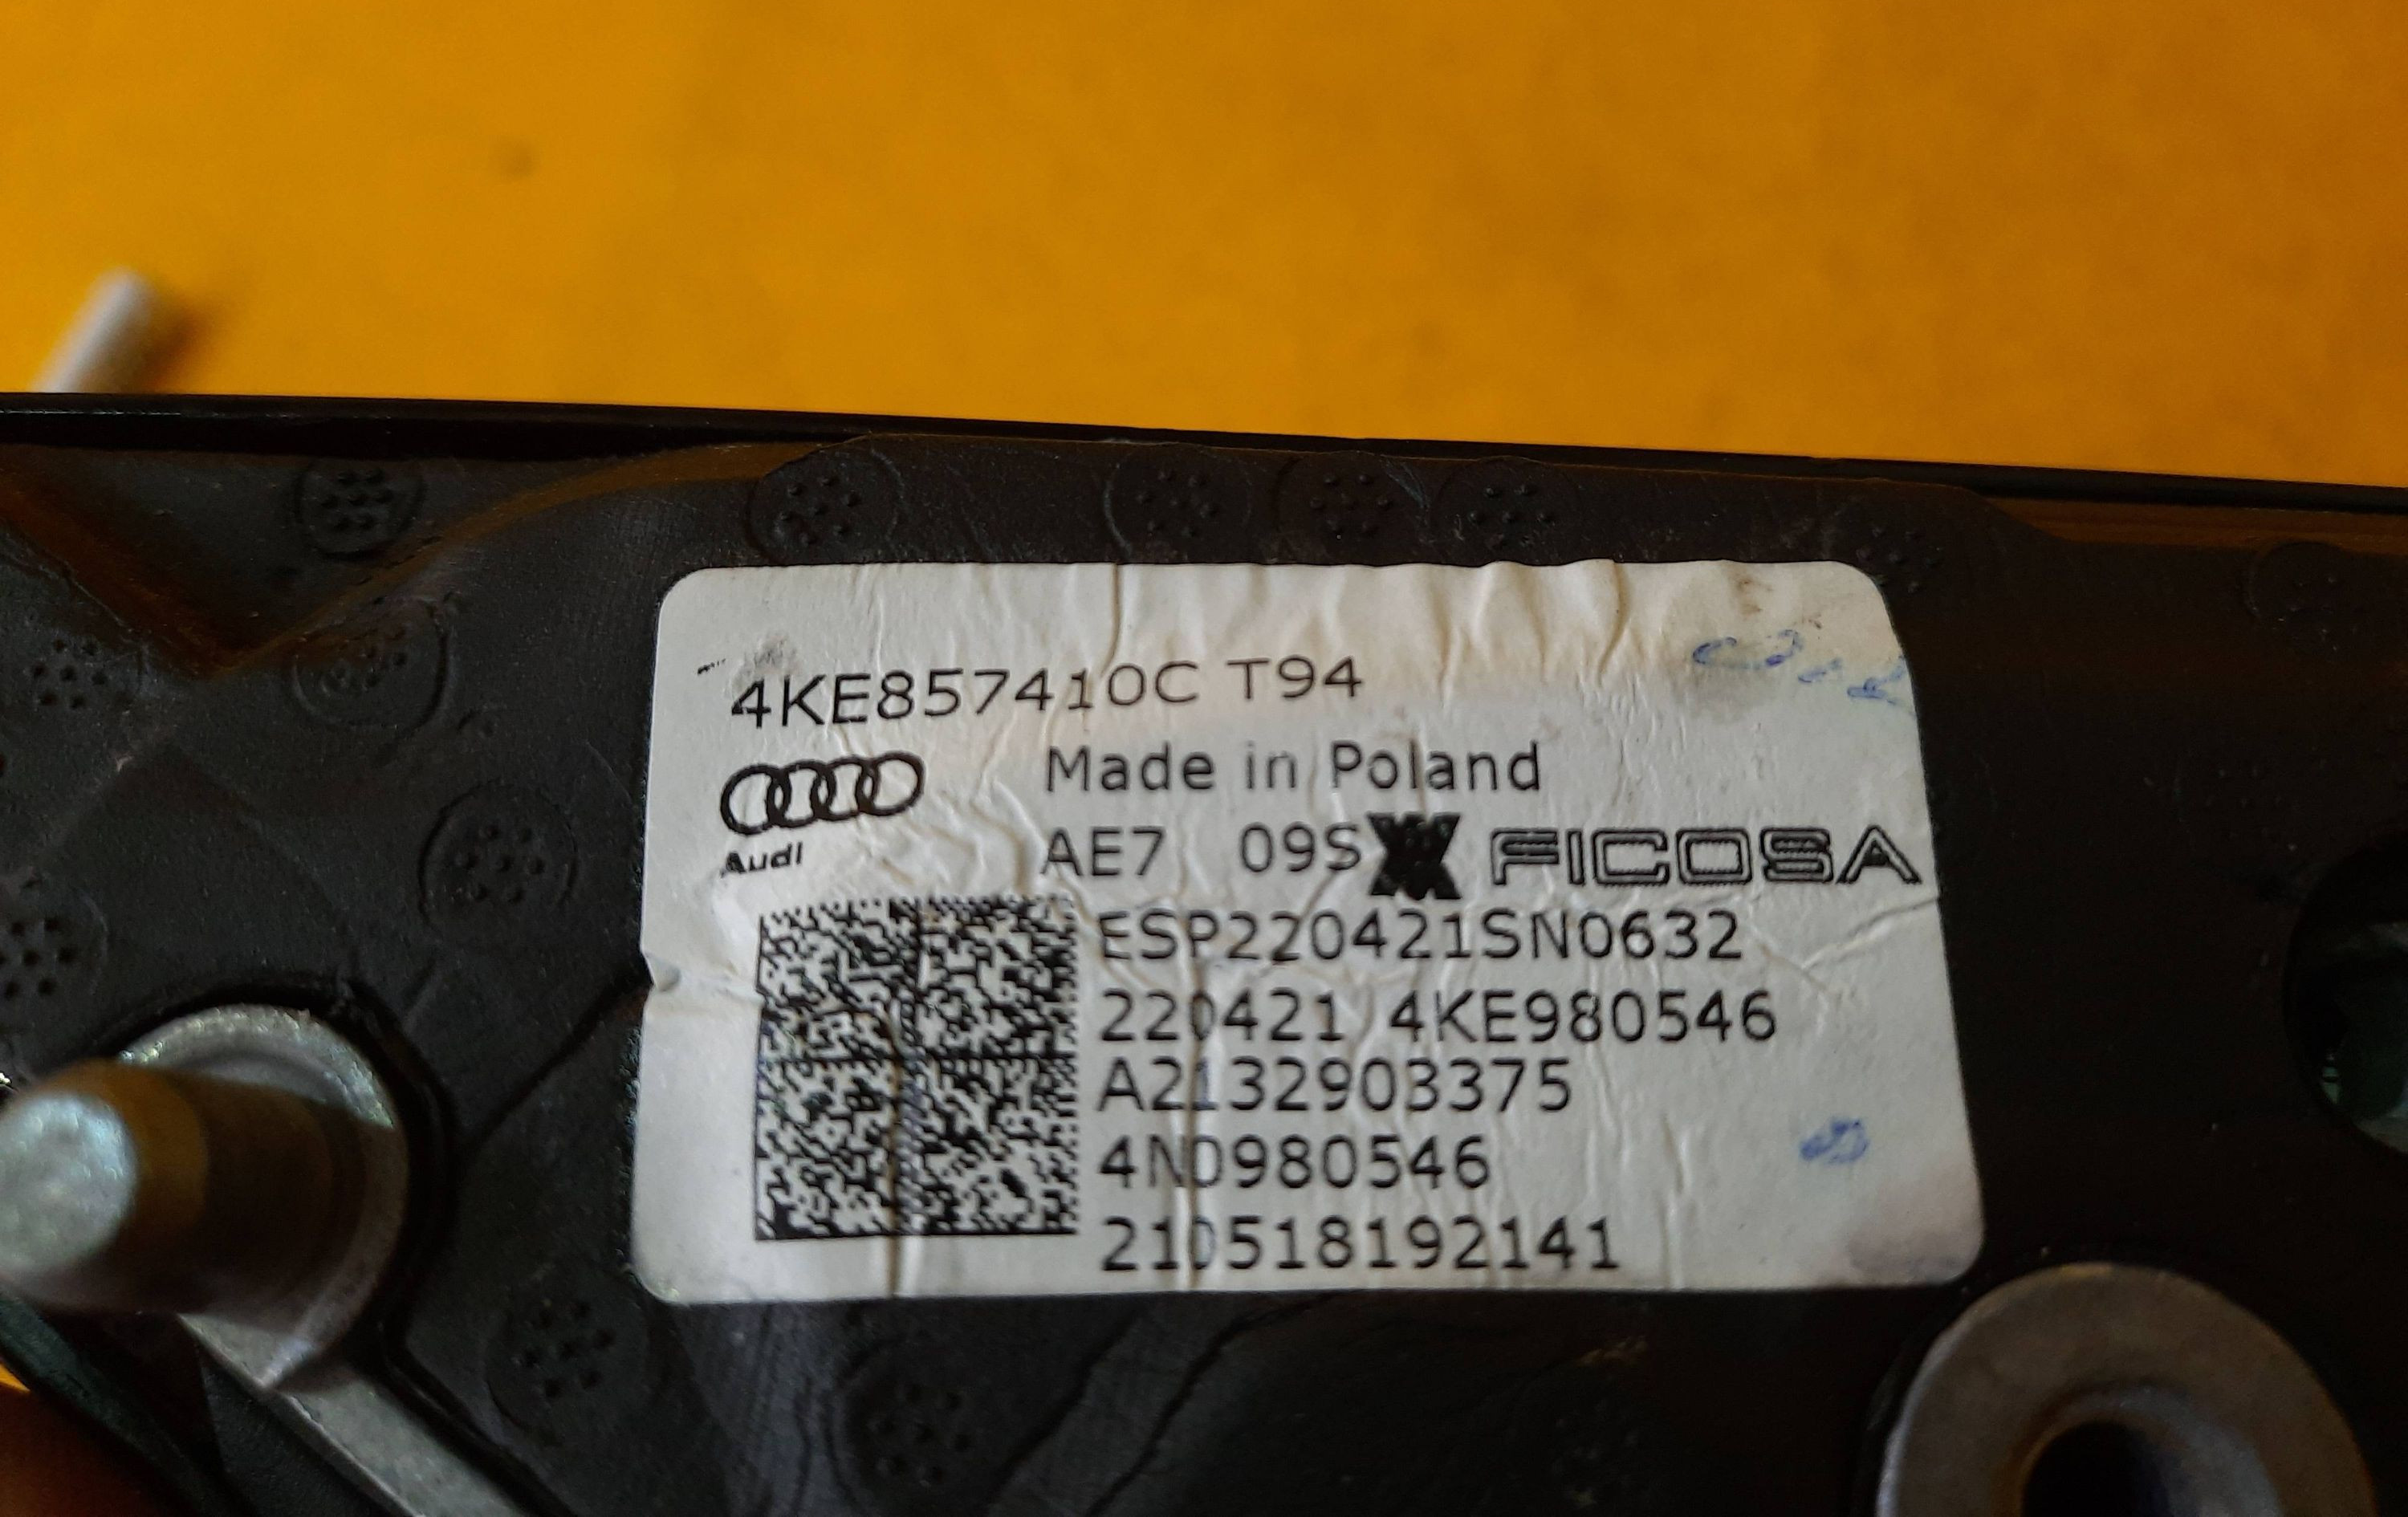 4KE857410C T94
Made in Poland
Audi
AE7 09S FICOSA
ESP220421SN0632
220421 4KE980546
A2132903375
4N0980546
210518192141